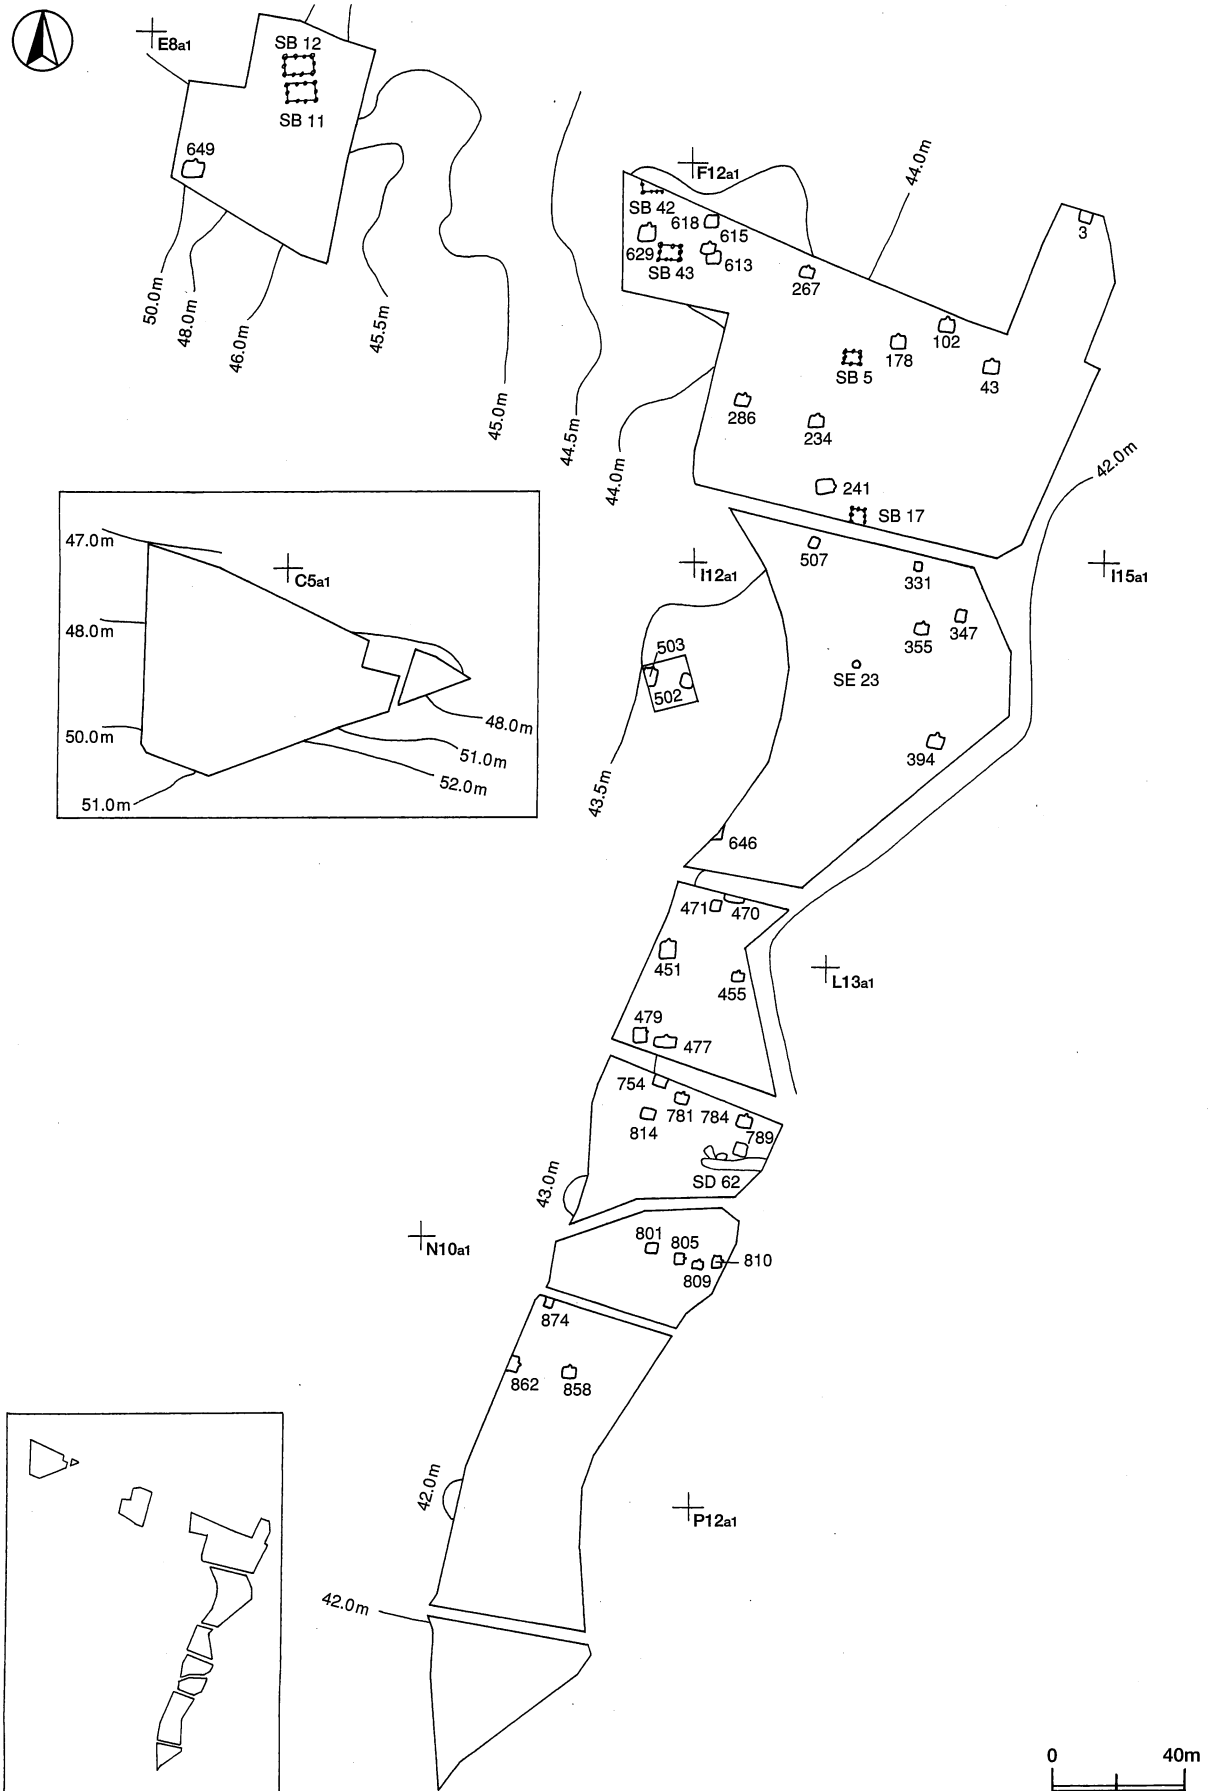 E8a1
SB 12
SB 11
649
50.0m
48.0m
46.0m
45.5m
45.0m
44.5m
44.0m
F12a1
44.0m
SB 42
618
615
629
SB 43
613
267
3
102
178
SB 5
43
286
234
241
SB 17
42.0m
47.0m
C5a1
48.0m
50.0m
48.0m
51.0m
52.0m
51.0m
507
I12a1
331
I15a1
355
347
503
502
SE 23
394
43.5m
646
471
470
451
455
L13a1
479
477
754
781
784
814
789
SD 62
43.0m
N10a1
801
805
809
810
874
862
858
42.0m
P12a1
42.0m
0
40m